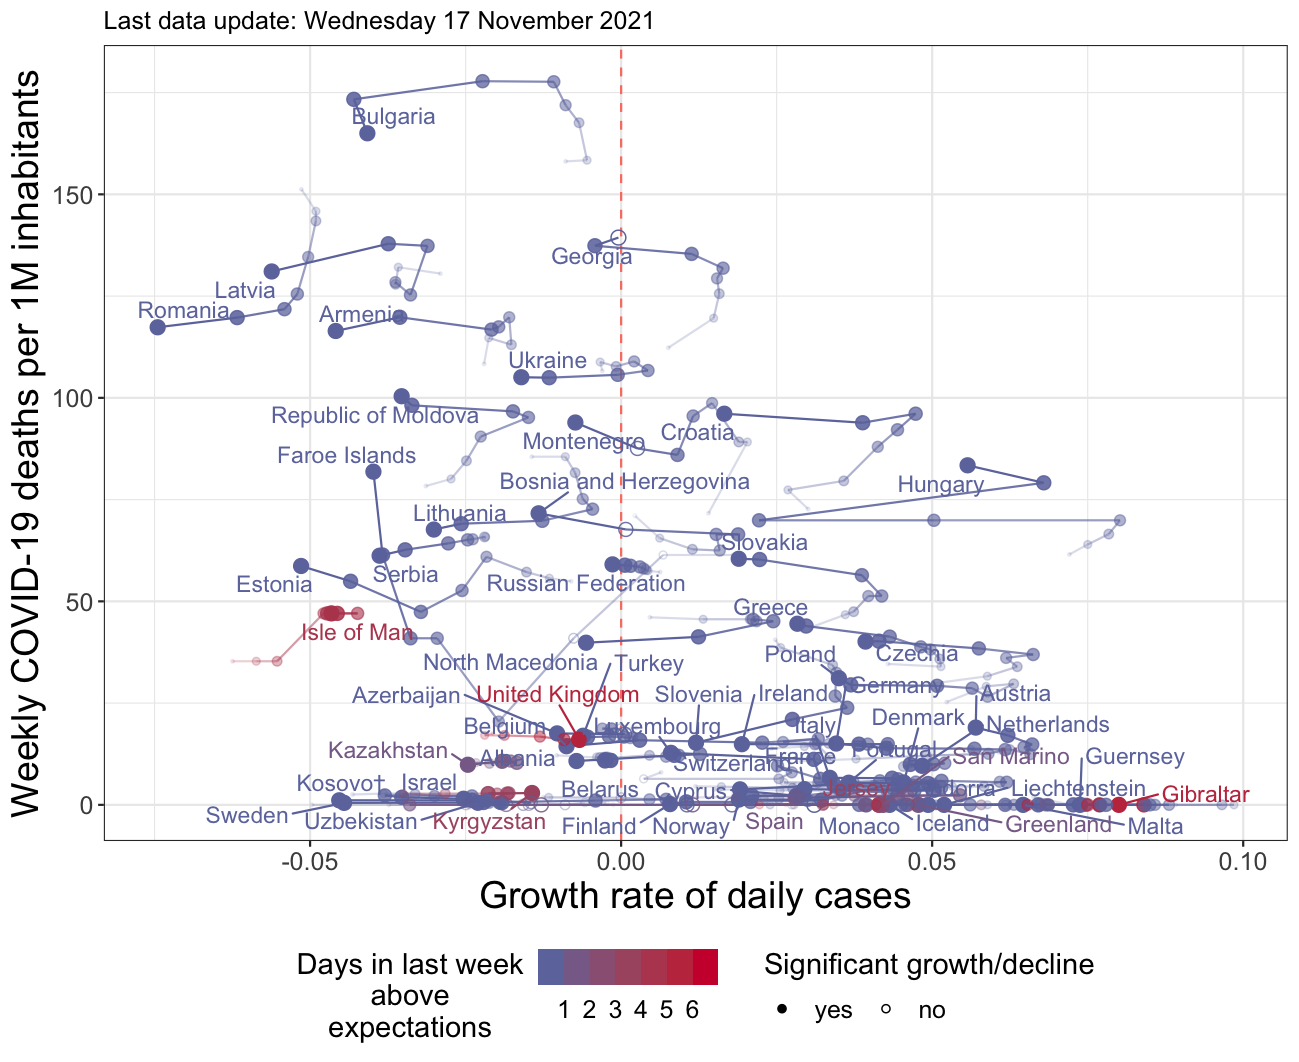 Last data update: Wednesday 17 November 2021
Weekly COVID-19 deaths per 1M inhabitants
150
100
50
0
Bulgaria
Georgia
Latvia
Romania
Armenia
Ukraine
Republic of Moldova
Montenegro
Croatia
Faroe Islands
Bosnia and Herzegovina
Hungary
Lithuania
Slovakia
Serbia
Estonia
Russian Federation
Greece
Isle of Man
Czechia
North Macedonia
Turkey
Poland
Germany
Azerbaijan
United Kingdom
Slovenia
Ireland
Austria
Belgium
Luxembourg
Italy
Denmark
Netherlands
Kazakhstan
Albania
Switzerland
France
Portugal
San Marino
Guernsey
Kosovo†
Israel
Belarus
Cyprus
Jersey
Andorra
Liechtenstein
Gibraltar
Sweden
Uzbekistan
Kyrgyzstan
Finland
Norway
Spain
Monaco
Iceland
Greenland
Malta
-0.05
0.00
0.05
0.10
Growth rate of daily cases
Days in last week
above
expectations
1 2 3 4 5 6
Significant growth/decline
yes
no